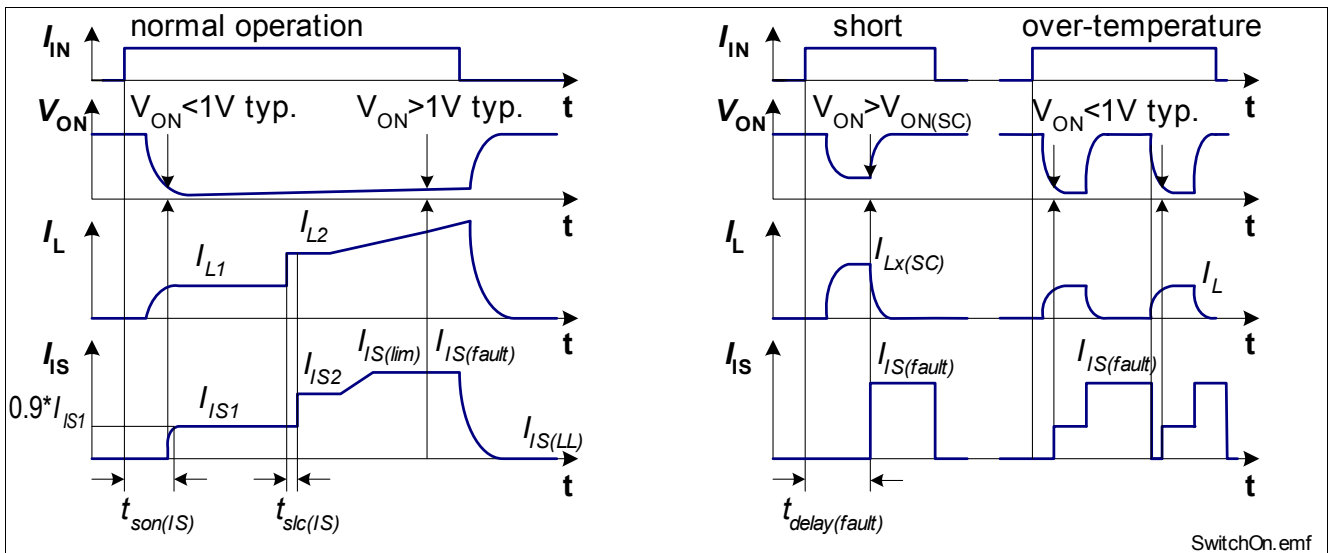 normal operation
I_IN
t
V_ON
V_ON<1V typ.
V_ON>1V typ.
t
I_L
I_L1
I_L2
t
I_IS
0.9*I_IS1
I_IS1
I_IS2
I_IS(lim)
I_IS(fault)
I_IS(LL)
t
t_son(IS)
t_slc(IS)
short
over-temperature
I_IN
t
V_ON
V_ON>V_ON(SC)
V_ON<1V typ.
t
I_L
I_Lx(SC)
I_L
t
I_IS
I_IS(fault)
I_IS(fault)
t
t_delay(fault)
SwitchOn.emf